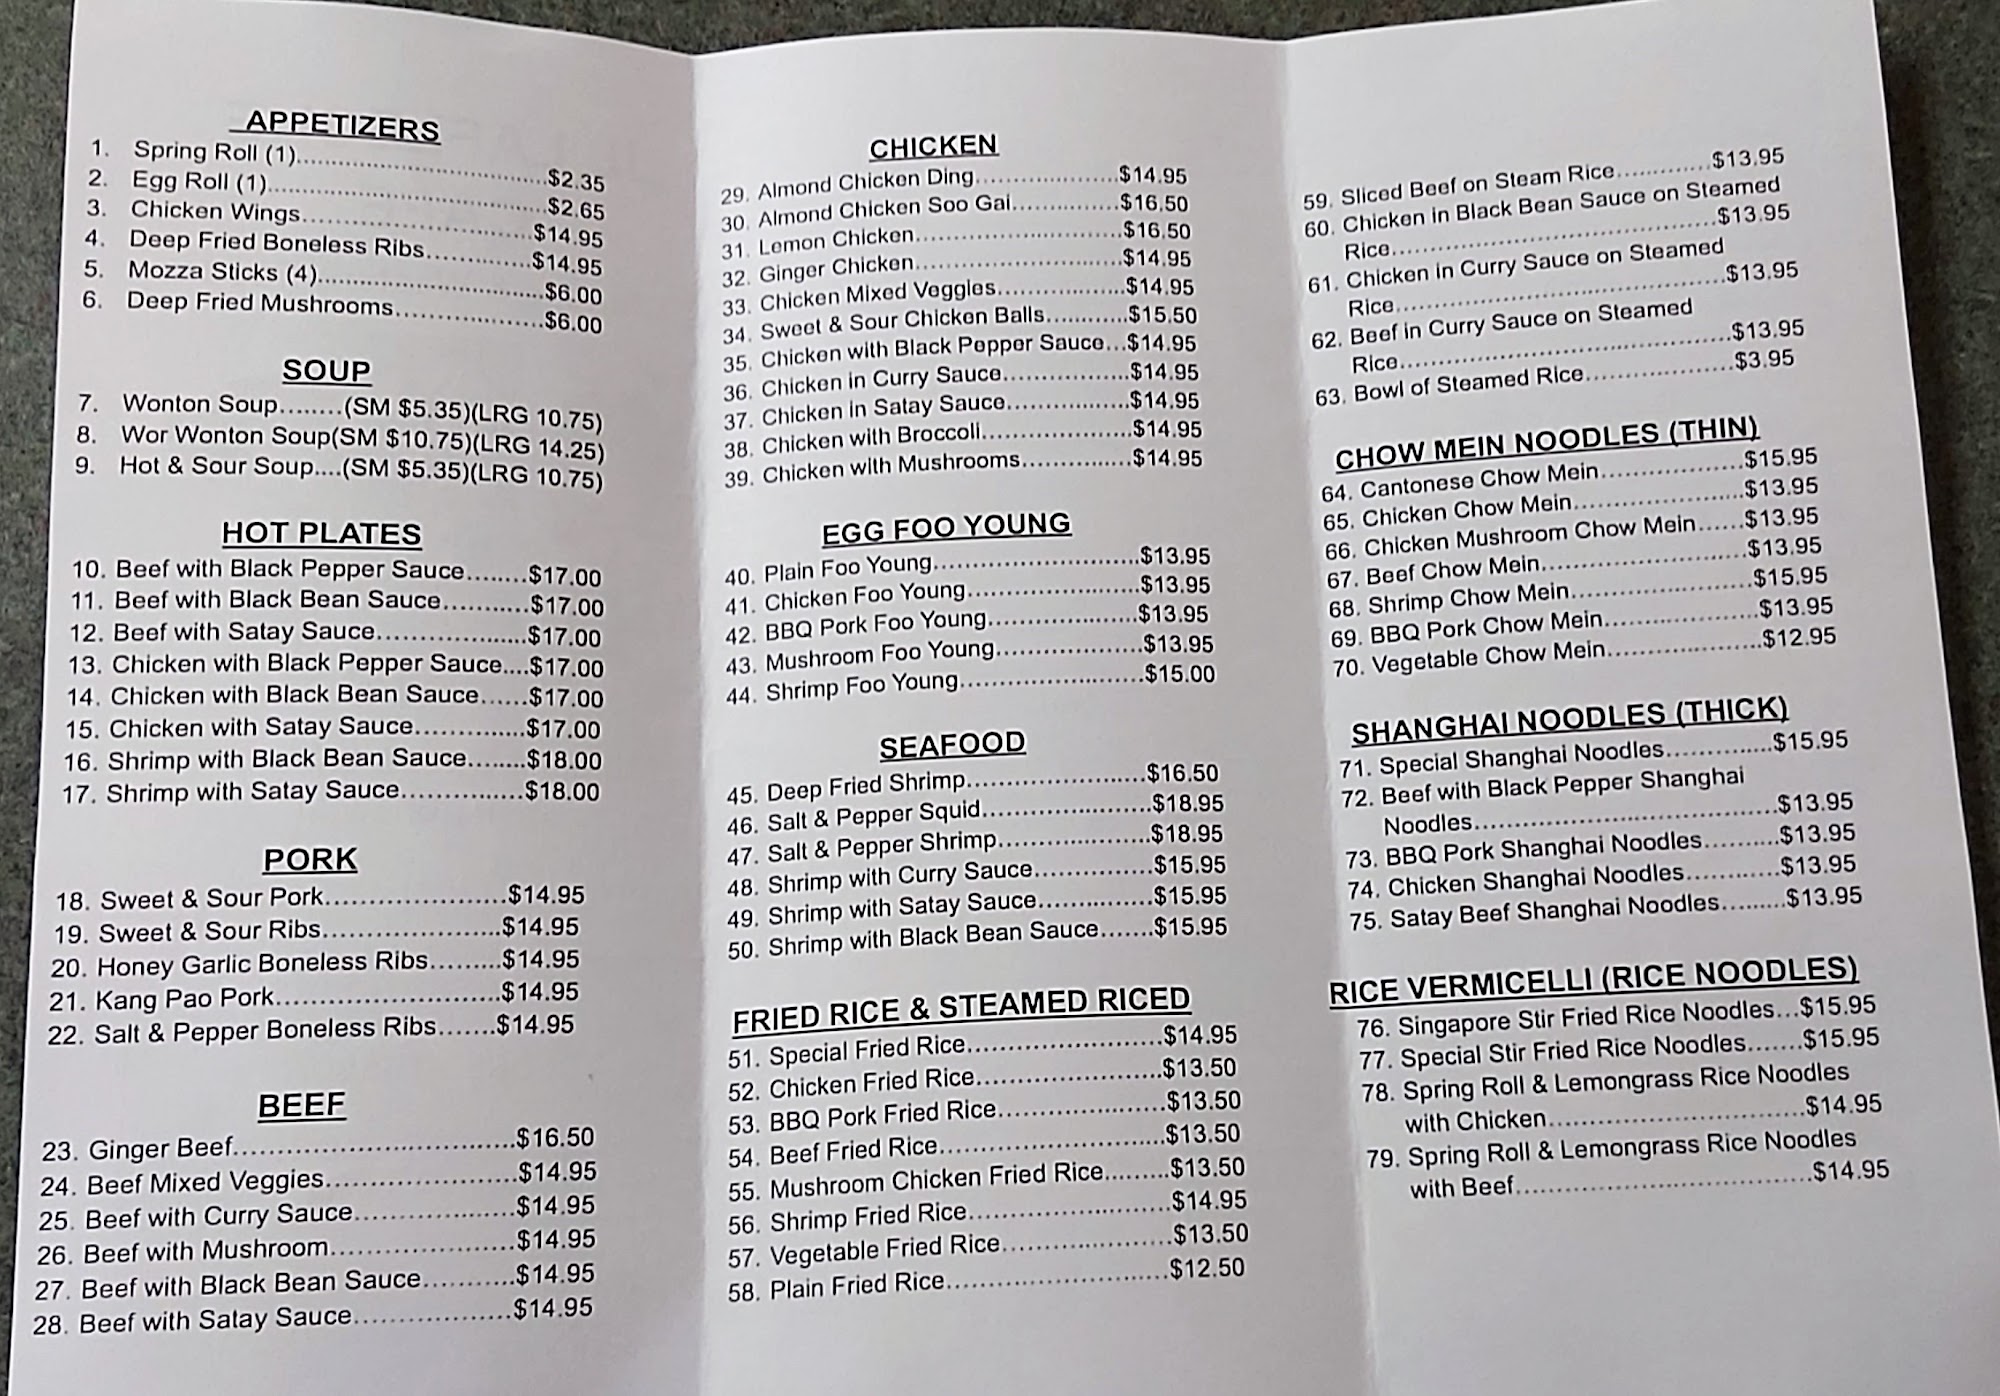 APPETIZERS
1. Spring Roll (1)..............................$2.35
2. Egg Roll (1)..............................$2.65
3. Chicken Wings..............................$14.95
4. Deep Fried Boneless Ribs..............$14.95
5. Mozza Sticks (4)..............................$6.00
6. Deep Fried Mushrooms....................$6.00
SOUP
7. Wonton Soup........(SM $5.35)(LRG 10.75)
8. Wor Wonton Soup(SM $10.75)(LRG 14.25)
9. Hot & Sour Soup....(SM $5.35)(LRG 10.75)
HOT PLATES
10. Beef with Black Pepper Sauce........$17.00
11. Beef with Black Bean Sauce...........$17.00
12. Beef with Satay Sauce....................$17.00
13. Chicken with Black Pepper Sauce....$17.00
14. Chicken with Black Bean Sauce......$17.00
15. Chicken with Satay Sauce..............$17.00
16. Shrimp with Black Bean Sauce........$18.00
17. Shrimp with Satay Sauce................$18.00
PORK
18. Sweet & Sour Pork.......................$14.95
19. Sweet & Sour Ribs.......................$14.95
20. Honey Garlic Boneless Ribs.........$14.95
21. Kang Pao Pork.............................$14.95
22. Salt & Pepper Boneless Ribs.......$14.95
BEEF
23. Ginger Beef....................................$16.50
24. Beef Mixed Veggies........................$14.95
25. Beef with Curry Sauce....................$14.95
26. Beef with Mushroom.......................$14.95
27. Beef with Black Bean Sauce...........$14.95
28. Beef with Satay Sauce....................$14.95
CHICKEN
29. Almond Chicken Ding....................$14.95
30. Almond Chicken Soo Gai...............$16.50
31. Lemon Chicken.............................$16.50
32. Ginger Chicken.............................$14.95
33. Chicken Mixed Veggies..................$14.95
34. Sweet & Sour Chicken Balls............$15.50
35. Chicken with Black Pepper Sauce...$14.95
36. Chicken in Curry Sauce..................$14.95
37. Chicken in Satay Sauce..................$14.95
38. Chicken with Broccoli.....................$14.95
39. Chicken with Mushrooms................$14.95
EGG FOO YOUNG
40. Plain Foo Young.............................$13.95
41. Chicken Foo Young.........................$13.95
42. BBQ Pork Foo Young......................$13.95
43. Mushroom Foo Young.....................$13.95
44. Shrimp Foo Young..........................$15.00
SEAFOOD
45. Deep Fried Shrimp.........................$16.50
46. Salt & Pepper Squid.......................$18.95
47. Salt & Pepper Shrimp.....................$18.95
48. Shrimp with Curry Sauce................$15.95
49. Shrimp with Satay Sauce................$15.95
50. Shrimp with Black Bean Sauce.......$15.95
FRIED RICE & STEAMED RICED
51. Special Fried Rice..........................$14.95
52. Chicken Fried Rice.........................$13.50
53. BBQ Pork Fried Rice......................$13.50
54. Beef Fried Rice..............................$13.50
55. Mushroom Chicken Fried Rice.........$13.50
56. Shrimp Fried Rice...........................$14.95
57. Vegetable Fried Rice......................$13.50
58. Plain Fried Rice..............................$12.50
59. Sliced Beef on Steam Rice.............$13.95
60. Chicken in Black Bean Sauce on Steamed
Rice..............................................$13.95
61. Chicken in Curry Sauce on Steamed
Rice..............................................$13.95
62. Beef in Curry Sauce on Steamed
Rice..............................................$13.95
63. Bowl of Steamed Rice....................$3.95
CHOW MEIN NOODLES (THIN)
64. Cantonese Chow Mein...................$15.95
65. Chicken Chow Mein.......................$13.95
66. Chicken Mushroom Chow Mein......$13.95
67. Beef Chow Mein............................$13.95
68. Shrimp Chow Mein........................$15.95
69. BBQ Pork Chow Mein....................$13.95
70. Vegetable Chow Mein....................$12.95
SHANGHAI NOODLES (THICK)
71. Special Shanghai Noodles..............$15.95
72. Beef with Black Pepper Shanghai
Noodles........................................$13.95
73. BBQ Pork Shanghai Noodles..........$13.95
74. Chicken Shanghai Noodles............$13.95
75. Satay Beef Shanghai Noodles.........$13.95
RICE VERMICELLI (RICE NOODLES)
76. Singapore Stir Fried Rice Noodles...$15.95
77. Special Stir Fried Rice Noodles.......$15.95
78. Spring Roll & Lemongrass Rice Noodles
with Chicken..................................$14.95
79. Spring Roll & Lemongrass Rice Noodles
with Beef.......................................$14.95